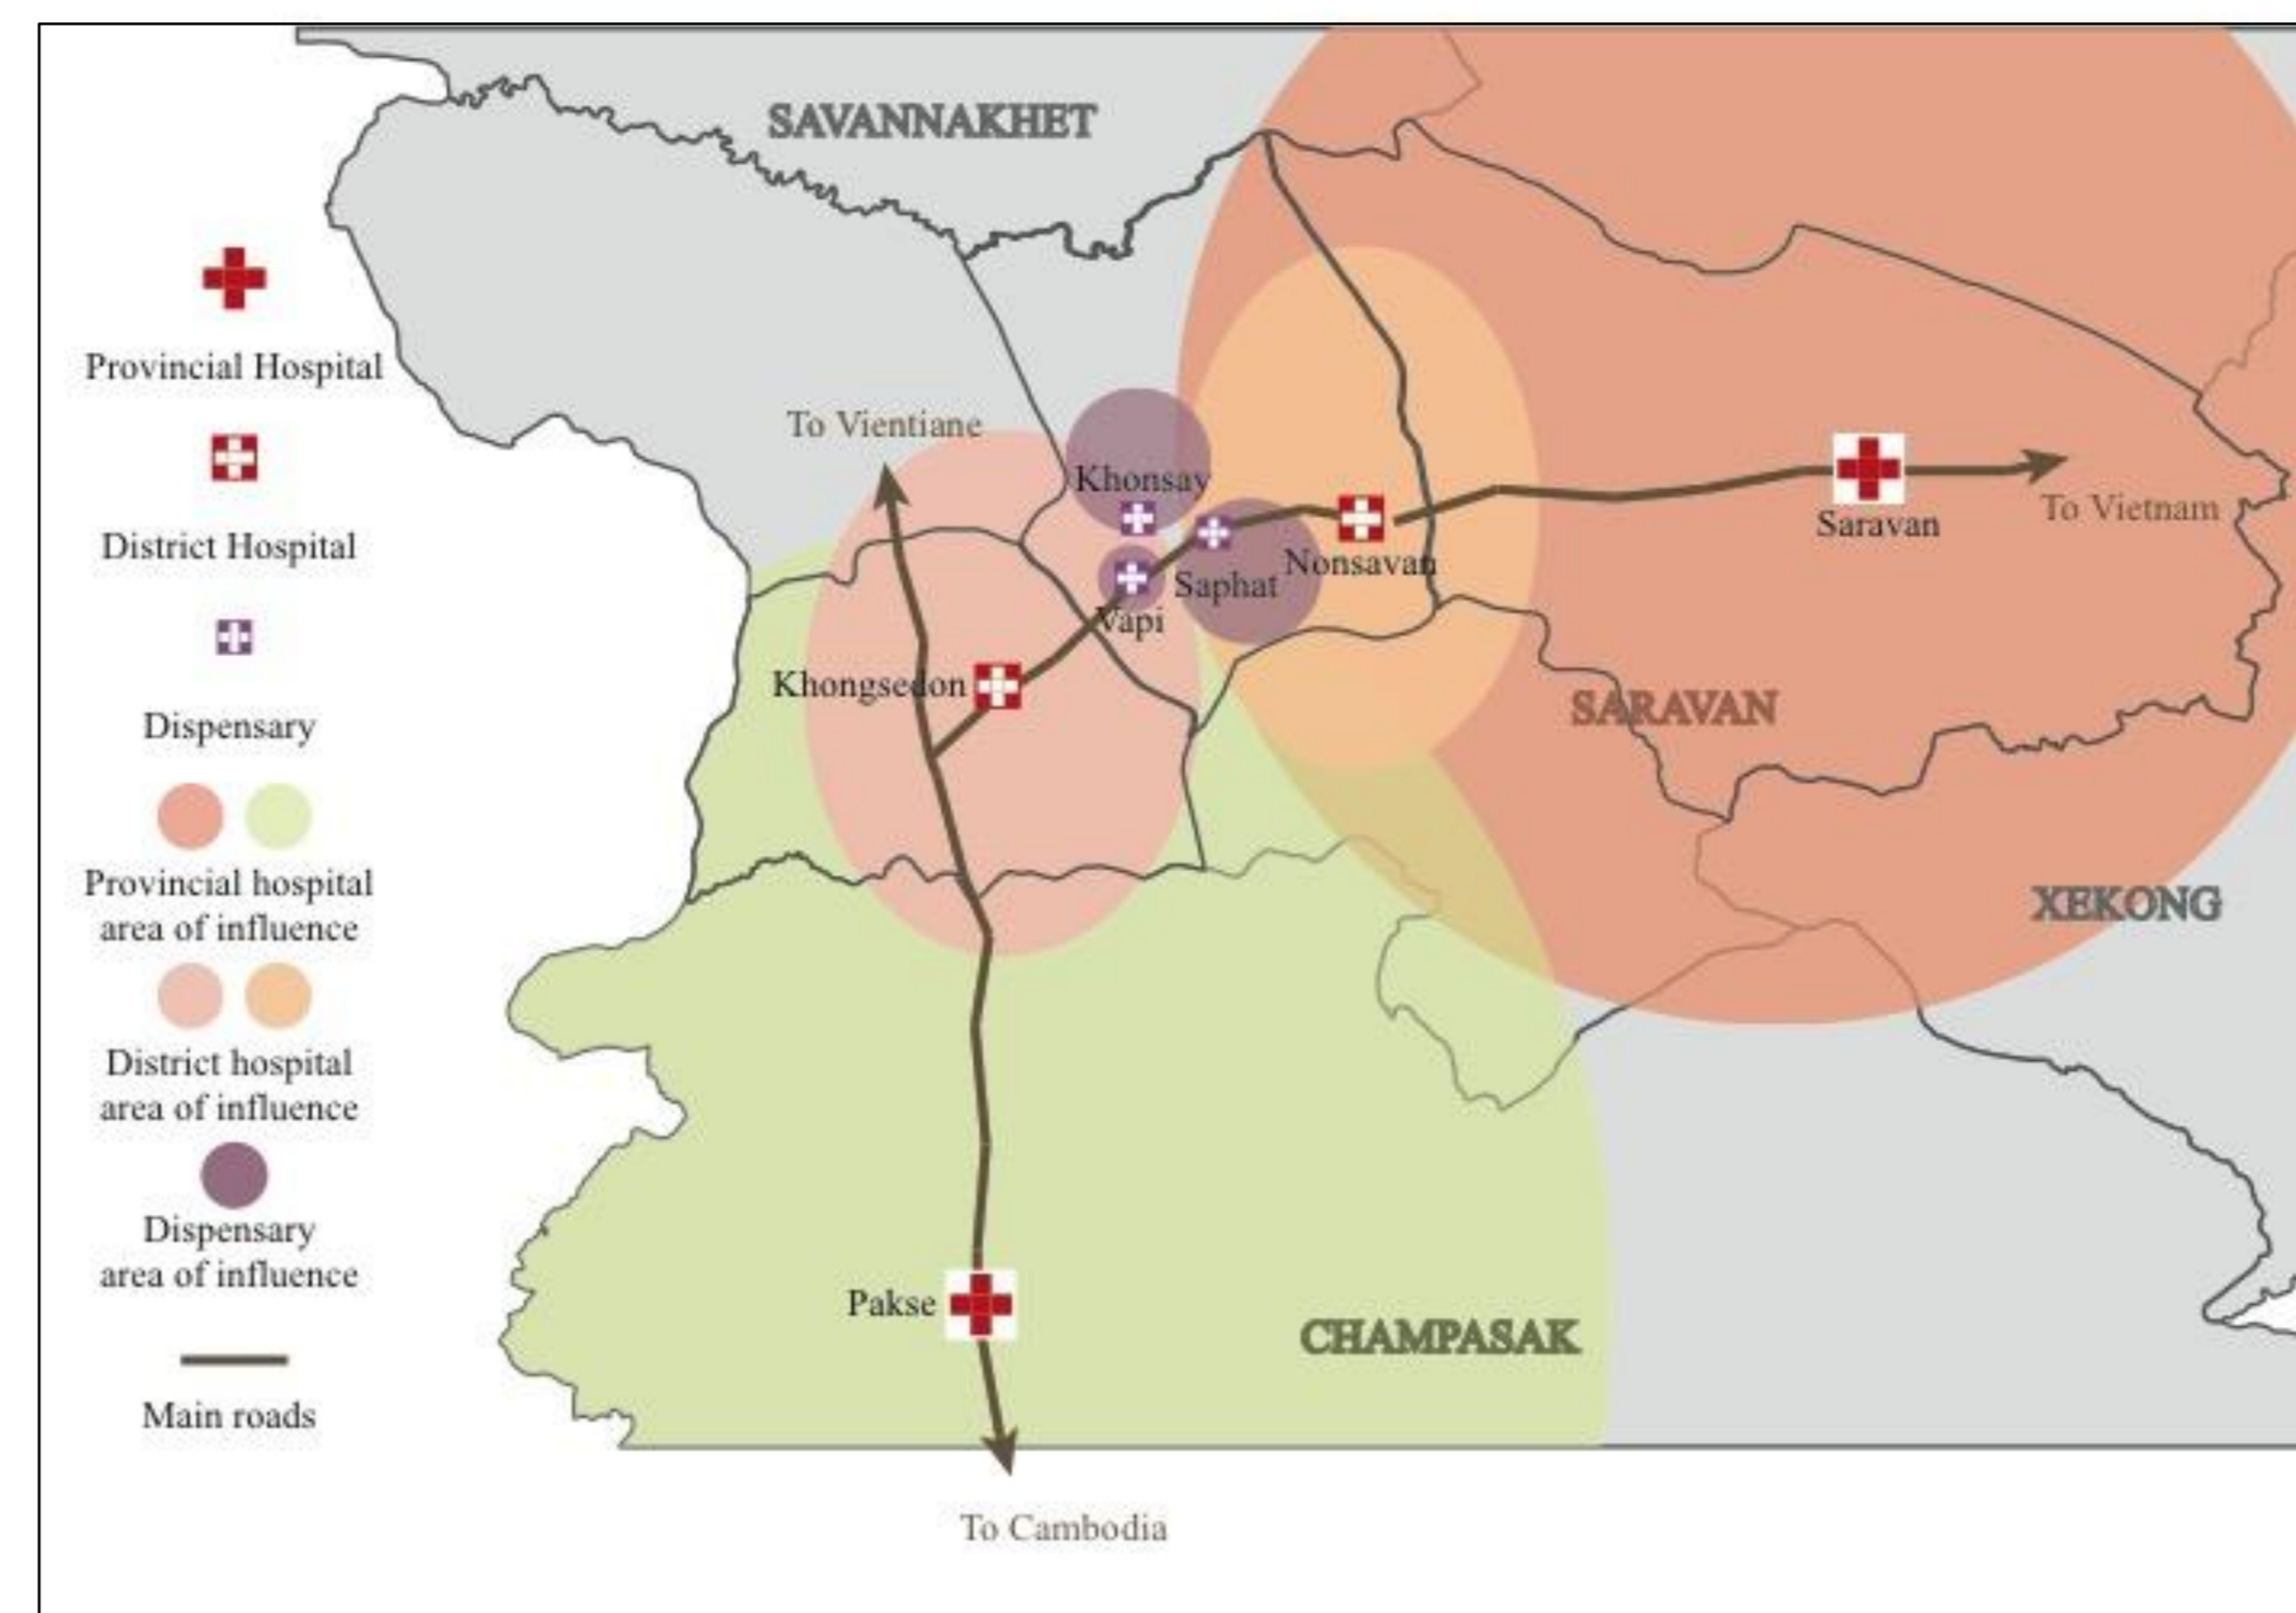 SAVANNAKHET
Provincial Hospital
District Hospital
Dispensary
Provincial hospital
area of influence
District hospital
area of influence
Dispensary
area of influence
Main roads
To Vientiane
Khonsay
Saphat
Nonsavan
Vapi
Khongsedon
Saravan
To Vietnam
SARAVAN
XEKONG
Pakse
CHAMPASAK
To Cambodia